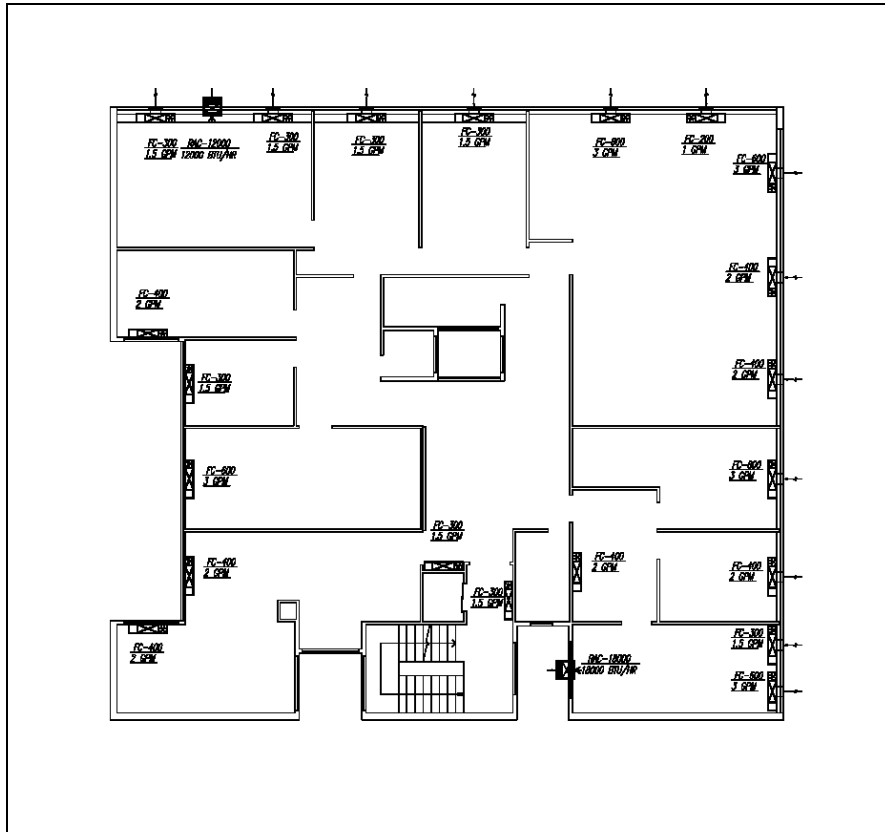 FC-300
1.5 GPM
RAC-12000
12000 BTU/HR
FC-300
1.5 GPM
FC-300
1.5 GPM
FC-300
1.5 GPM
FC-600
3 GPM
FC-200
1 GPM
FC-600
3 GPM
FC-400
2 GPM
FC-400
2 GPM
FC-300
1.5 GPM
FC-400
2 GPM
FC-600
3 GPM
FC-600
3 GPM
FC-300
1.5 GPM
FC-400
2 GPM
FC-400
2 GPM
FC-400
2 GPM
FC-300
1.5 GPM
FC-400
2 GPM
FC-300
1.5 GPM
RAC-18000
18000 BTU/HR
FC-600
3 GPM